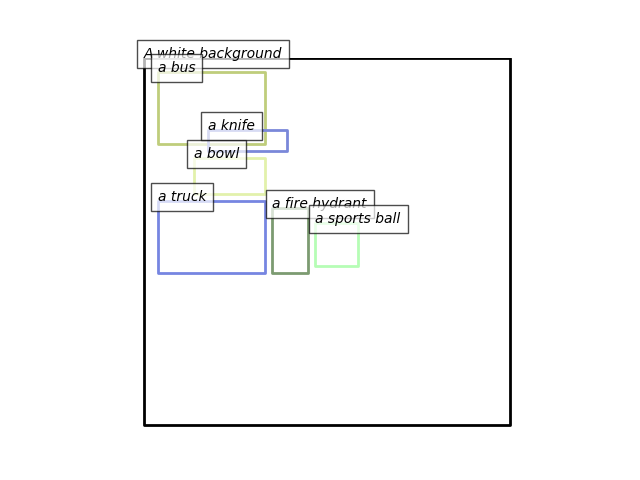 A white background
a bus
a knife
a bowl
a truck
a fire hydrant
a sports ball